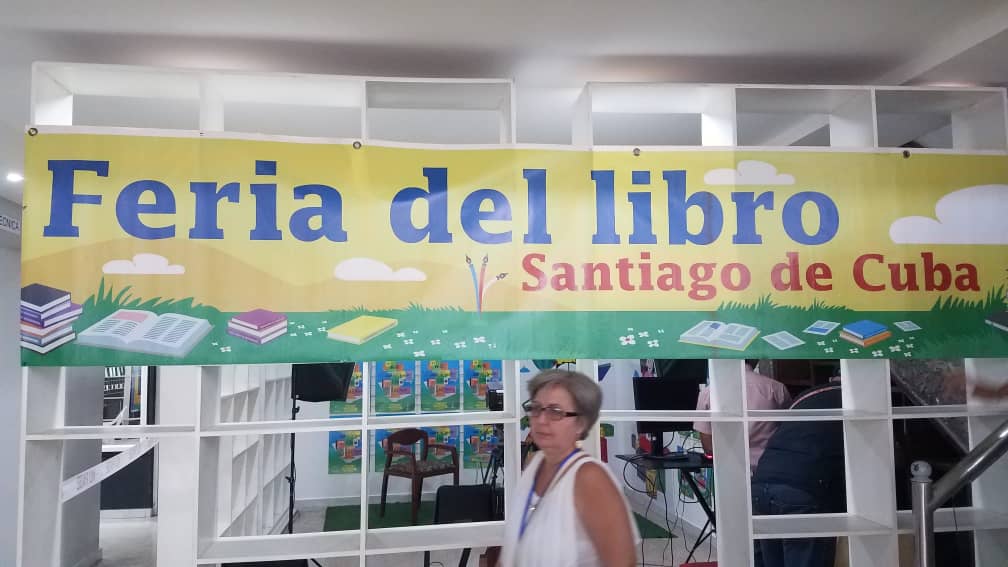 Feria del libro
Santiago de Cuba